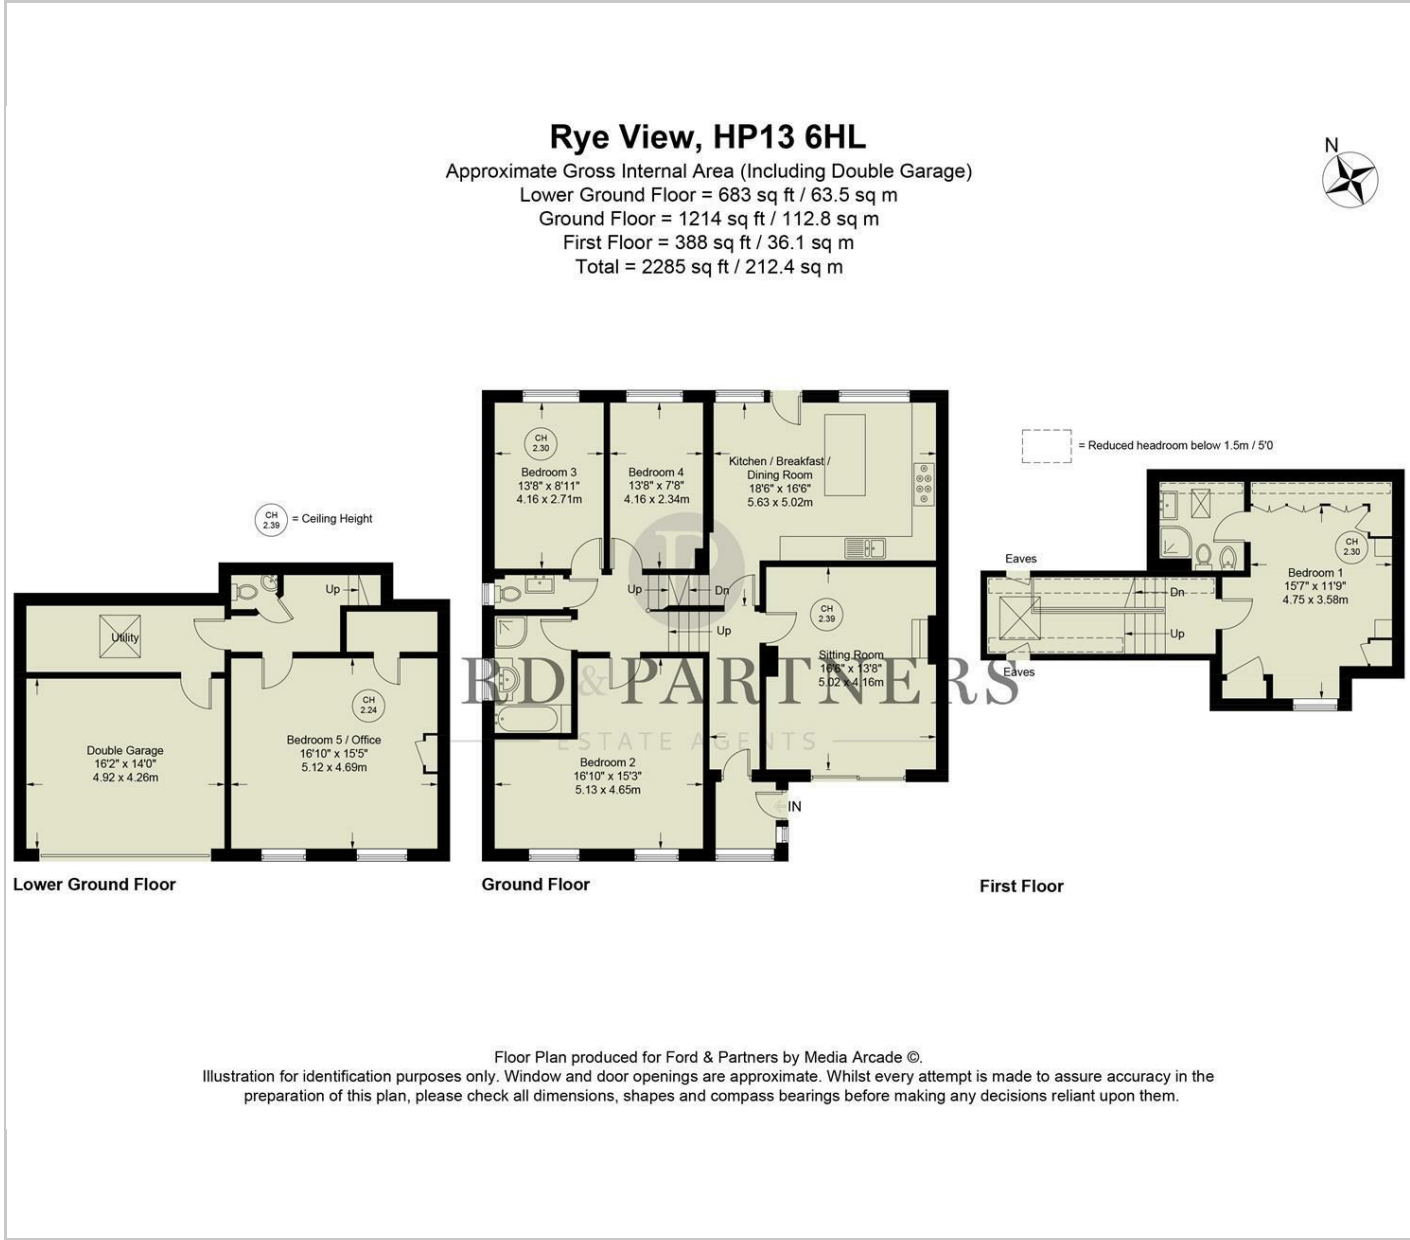 Rye View, HP13 6HL
Approximate Gross Internal Area (Including Double Garage)
Lower Ground Floor = 683 sq ft / 63.5 sq m
Ground Floor = 1214 sq ft / 112.8 sq m
First Floor = 388 sq ft / 36.1 sq m
Total = 2285 sq ft / 212.4 sq m
N
CH
2.39
= Ceiling Height
Up
Utility
CH
2.24
Bedroom 5 / Office
16'10" x 15'5"
5.12 x 4.69m
Double Garage
16'2" x 14'0"
4.92 x 4.26m
Lower Ground Floor
CH
2.30
Bedroom 3
13'8" x 8'11"
4.16 x 2.71m
Bedroom 4
13'8" x 7'8"
4.16 x 2.34m
Kitchen / Breakfast /
Dining Room
18'6" x 16'6"
5.63 x 5.02m
Up
Dn
Up
CH
2.39
Sitting Room
16'6" x 13'8"
5.02 x 4.16m
Bedroom 2
16'10" x 15'3"
5.13 x 4.65m
IN
Ground Floor
RD & PARTNERS
ESTATE AGENTS
= Reduced headroom below 1.5m / 5'0
Eaves
CH
2.30
Bedroom 1
15'7" x 11'9"
4.75 x 3.58m
Dn
Up
Eaves
First Floor
Floor Plan produced for Ford & Partners by Media Arcade ©.
Illustration for identification purposes only. Window and door openings are approximate. Whilst every attempt is made to assure accuracy in the
preparation of this plan, please check all dimensions, shapes and compass bearings before making any decisions reliant upon them.